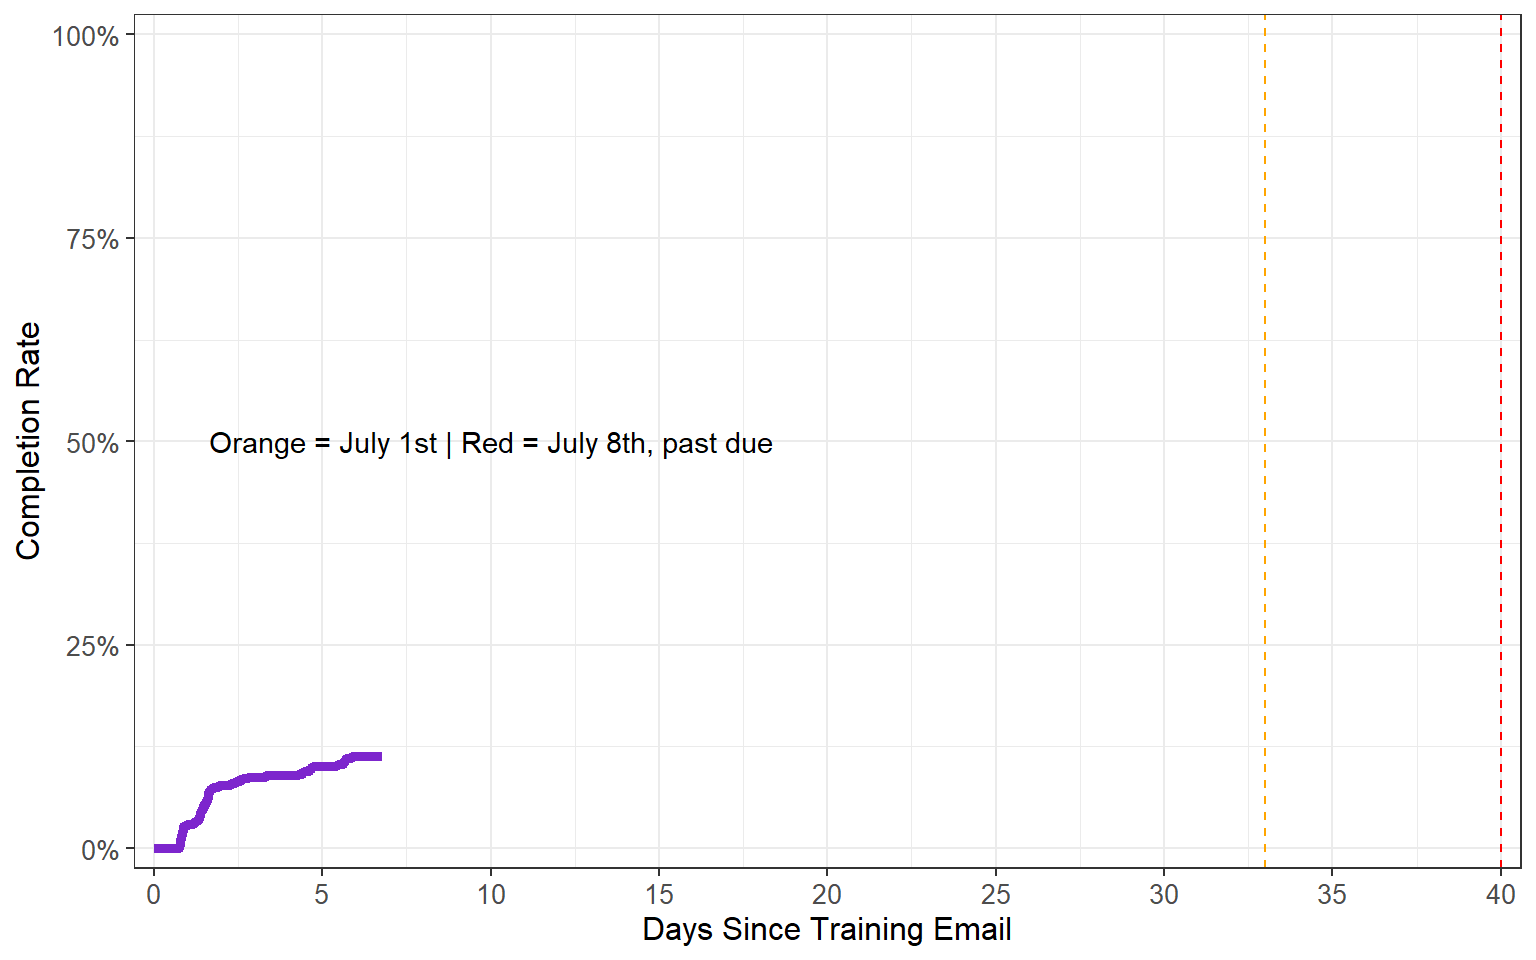 100%
75%
50%
25%
0%
Completion Rate
Orange = July 1st | Red = July 8th, past due
0 5 10 15 20 25 30 35 40
Days Since Training Email